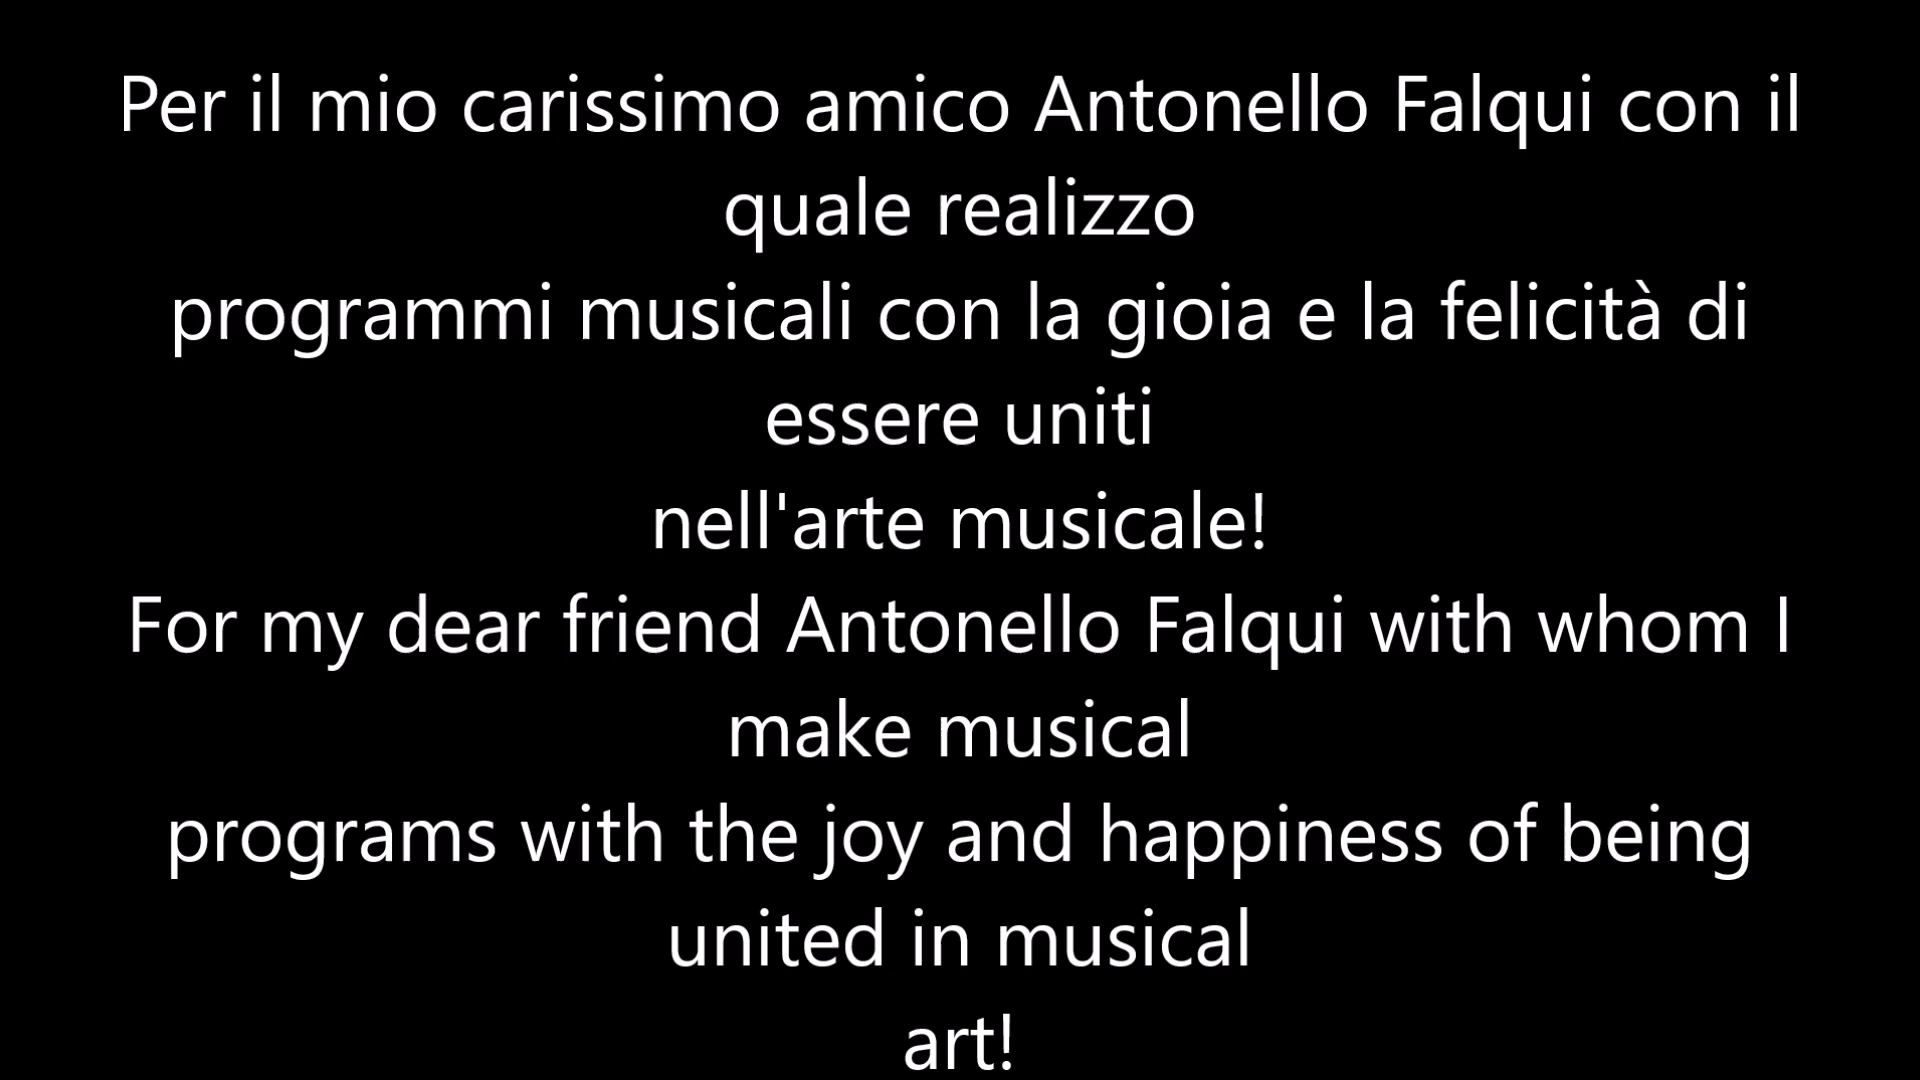 Per il mio carissimo amico Antonello Falqui con il
quale realizzo
programmi musicali con la gioia e la felicità di
essere uniti
nell'arte musicale!
For my dear friend Antonello Falqui with whom I
make musical
programs with the joy and happiness of being
united in musical
art!